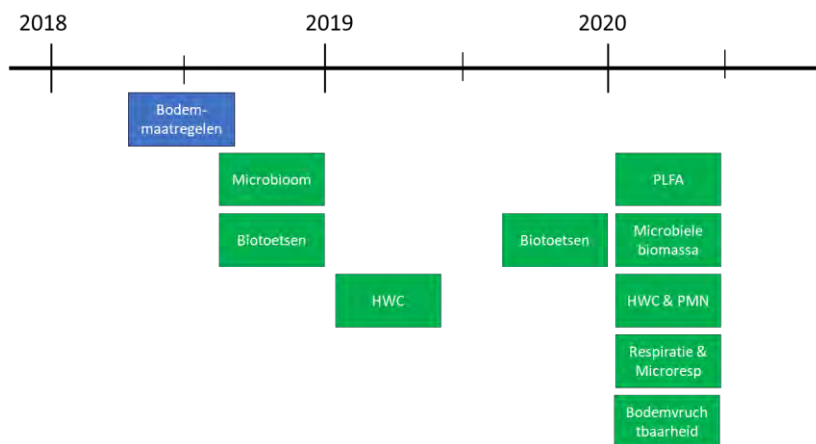 2018 2019 2020
Bodem-
maatregelen
Microbioom PLFA
Biotoetsen Biotoetsen Microbiele
biomassa
HWC HWC & PMN
Respiratie &
Microresp
Bodemvruch
tbaarheid